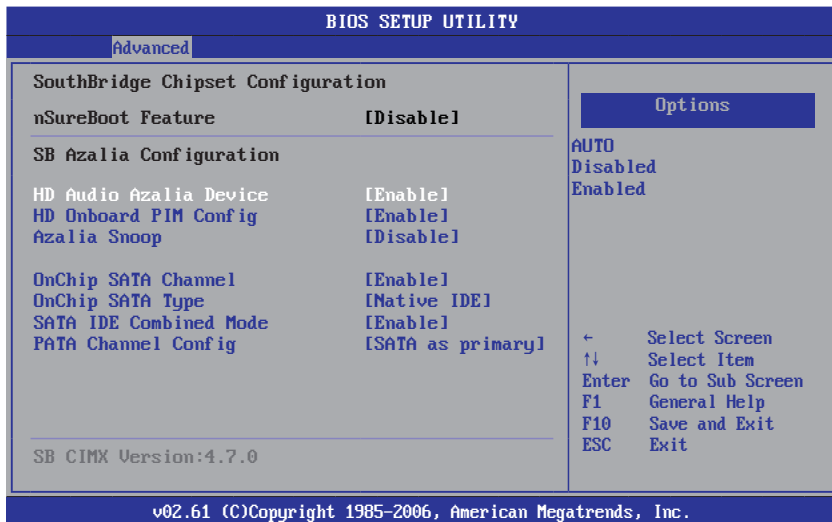 BIOS SETUP UTILITY
Advanced
SouthBridge Chipset Configuration
nSureBoot Feature [Disable]
SB Azalia Configuration
HD Audio Azalia Device [Enable]
HD Onboard PIM Config [Enable]
Azalia Snoop [Disable]
OnChip SATA Channel [Enable]
OnChip SATA Type [Native IDE]
SATA IDE Combined Mode [Enable]
PATA Channel Config [SATA as primary]
SB CIMX Version:4.7.0
Options
AUTO
Disabled
Enabled
← Select Screen
↑↓ Select Item
Enter Go to Sub Screen
F1 General Help
F10 Save and Exit
ESC Exit
v02.61 (C)Copyright 1985-2006, American Megatrends, Inc.